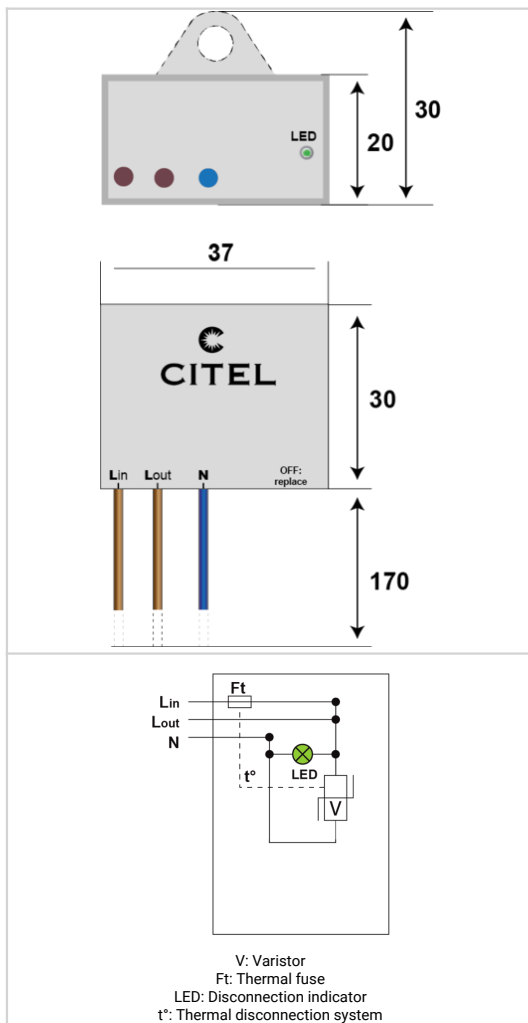 30
LED
20
37
CITEL
30
Lin Lout N OFF:
replace
170
Ft
Lin
Lout
N
t° LED
V
V: Varistor
Ft: Thermal fuse
LED: Disconnection indicator
t°: Thermal disconnection system